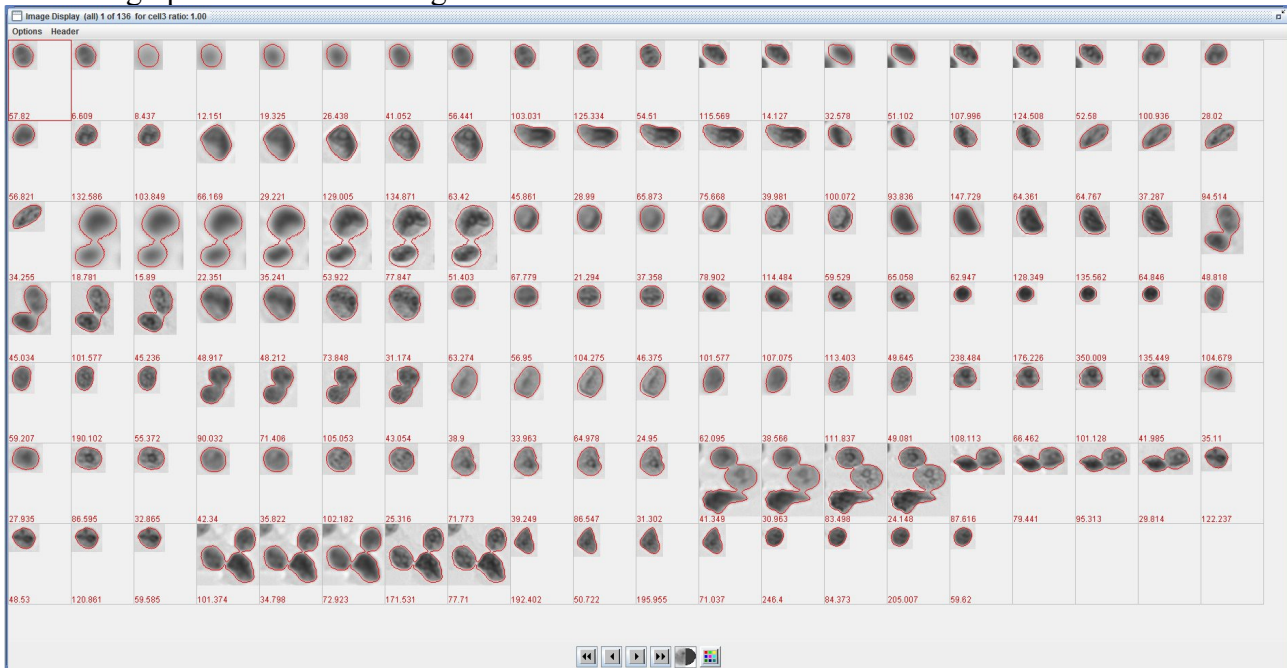 Image Display (all) 1 of 136 for cell3 ratio: 1.00
Options Header
57.82 6.609 8.437 12.151 19.325 26.438 41.052 56.441 103.031 125.334 54.51 115.569 14.127 32.578 51.102 107.996 124.508 52.58 100.936 28.02
56.821 132.586 103.849 66.169 29.221 129.005 134.871 63.42 45.861 28.99 65.873 75.668 39.981 100.072 93.836 147.729 64.361 64.767 37.287 94.514
34.255 18.781 15.89 22.351 35.241 53.922 77.847 51.403 67.779 21.294 37.358 78.902 114.484 59.529 65.058 62.947 128.349 135.562 64.846 48.818
45.034 101.577 45.236 48.917 48.212 73.848 31.174 63.274 56.95 104.275 46.375 101.577 107.075 113.403 49.645 238.484 176.226 350.009 135.449 104.679
59.207 190.102 55.372 90.032 71.406 105.053 43.054 38.9 33.963 64.978 24.95 62.095 38.566 111.837 49.081 108.113 66.462 101.128 41.985 35.11
27.935 86.595 32.865 42.34 35.822 102.182 25.316 71.773 39.249 86.547 31.302 41.349 30.963 83.498 24.148 87.616 79.441 95.313 29.814 122.237
48.53 120.861 59.585 101.374 34.798 72.923 171.531 77.71 192.402 50.722 195.955 71.037 246.4 84.373 205.007 59.62